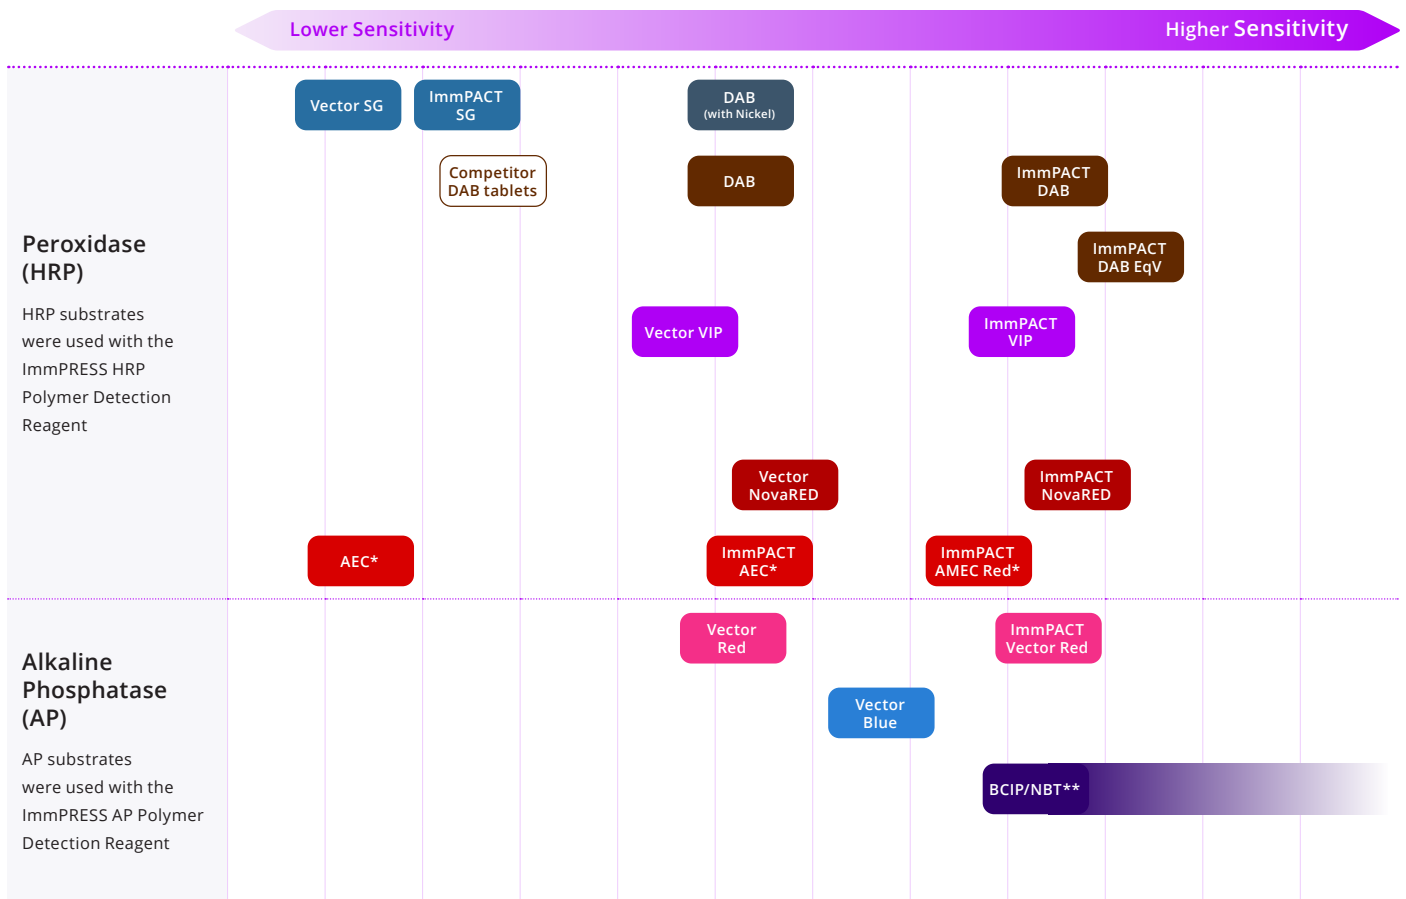 Lower Sensitivity
Higher Sensitivity
Peroxidase
(HRP)
HRP substrates
were used with the
ImmPRESS HRP
Polymer Detection
Reagent
Vector SG
ImmPACT
SG
DAB
(with Nickel)
Competitor
DAB tablets
DAB
ImmPACT
DAB
ImmPACT
DAB EqV
Vector VIP
ImmPACT
VIP
Vector
NovaRED
ImmPACT
NovaRED
AEC*
ImmPACT
AEC*
ImmPACT
AMEC Red*
Alkaline
Phosphatase
(AP)
AP substrates
were used with the
ImmPRESS AP Polymer
Detection Reagent
Vector
Red
ImmPACT
Vector Red
Vector
Blue
BCIP/NBT**